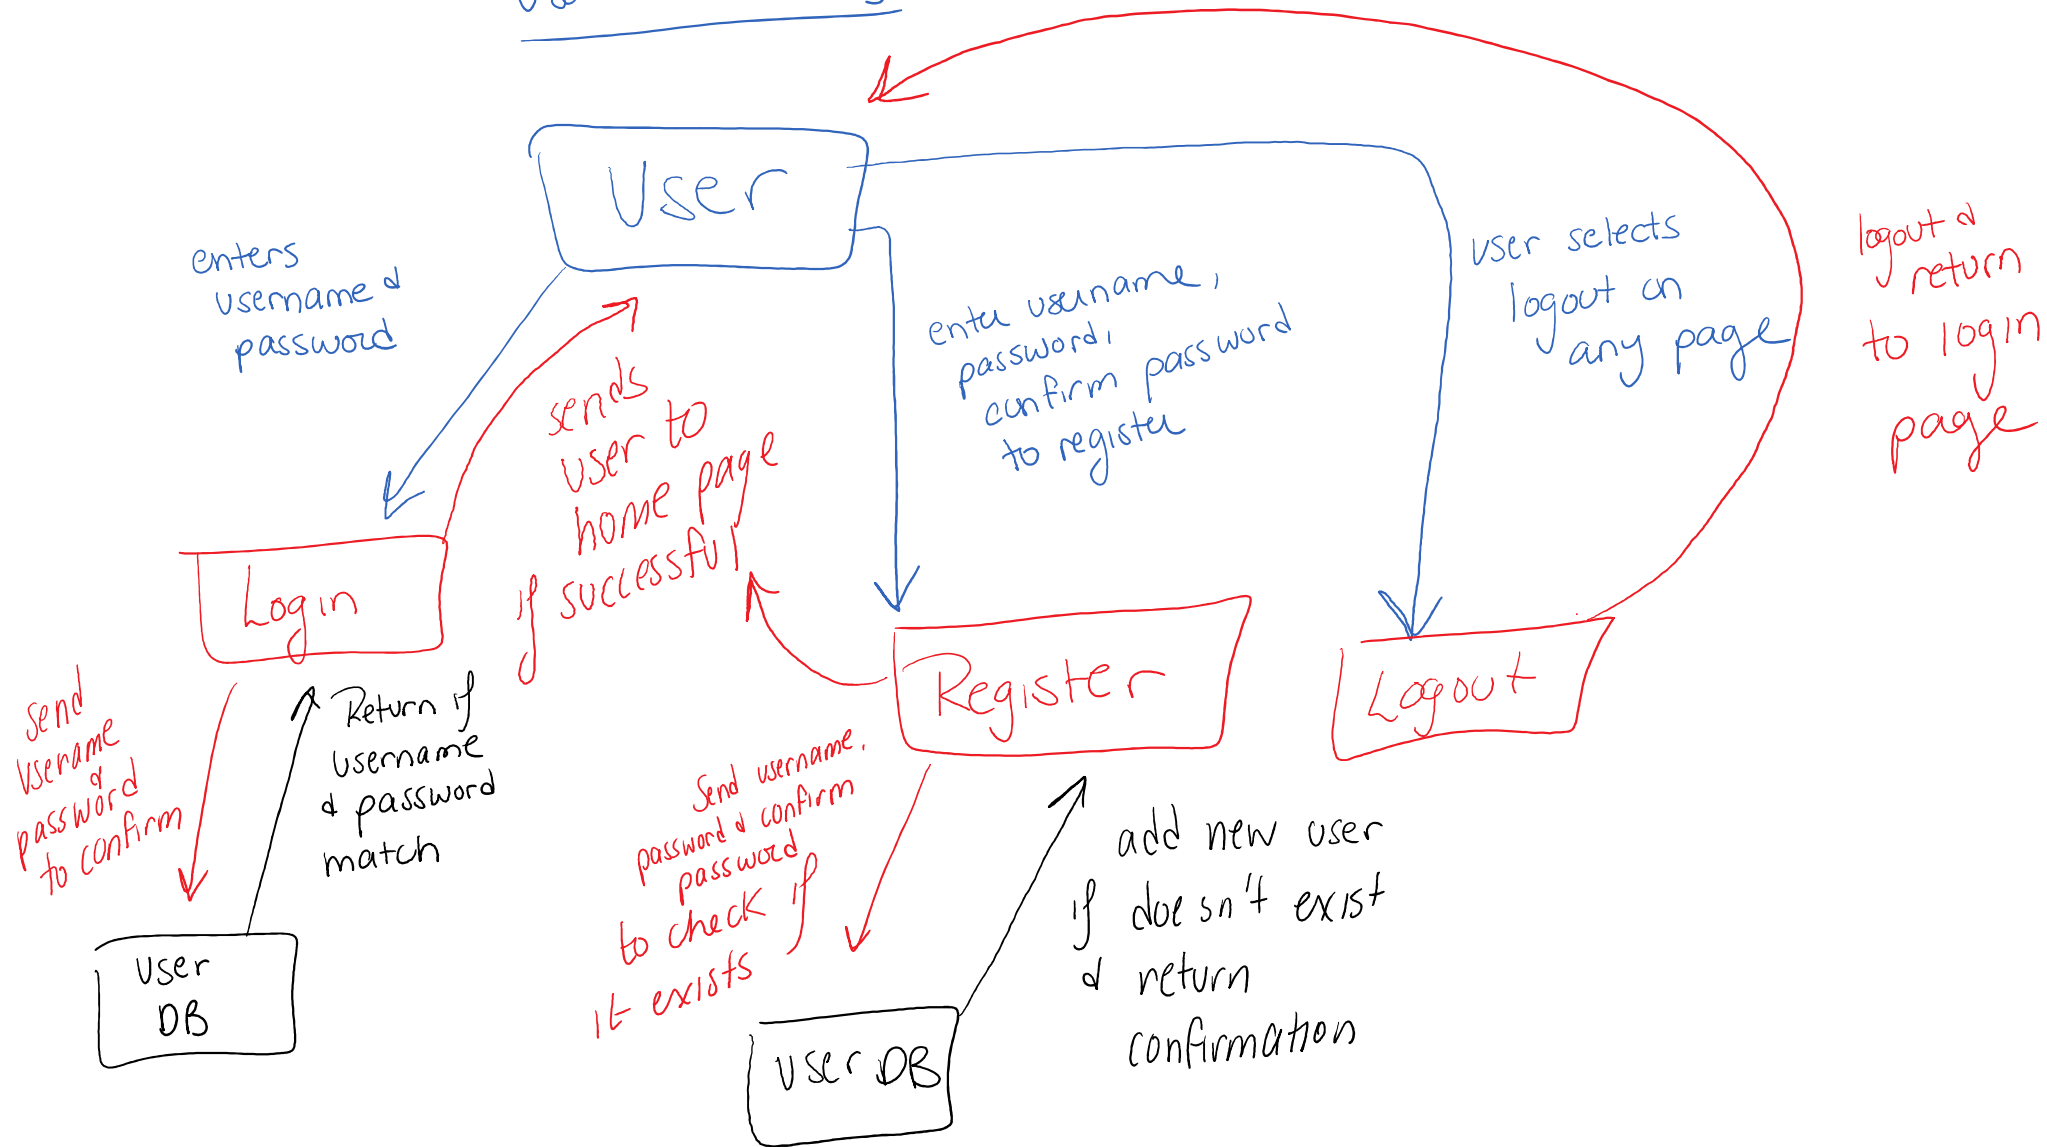 User
enters
username &
password
sends
user to
home page
if successful
enter username,
password,
confirm password
to register
user selects
logout on
any page
logout &
return
to login
page
Login
Register
Logout
send
username
&
password
to confirm
Return if
username
& password
match
Send username,
password & confirm
password
to check if
it exists
add new user
if doesn't exist
& return
confirmation
User
DB
User DB